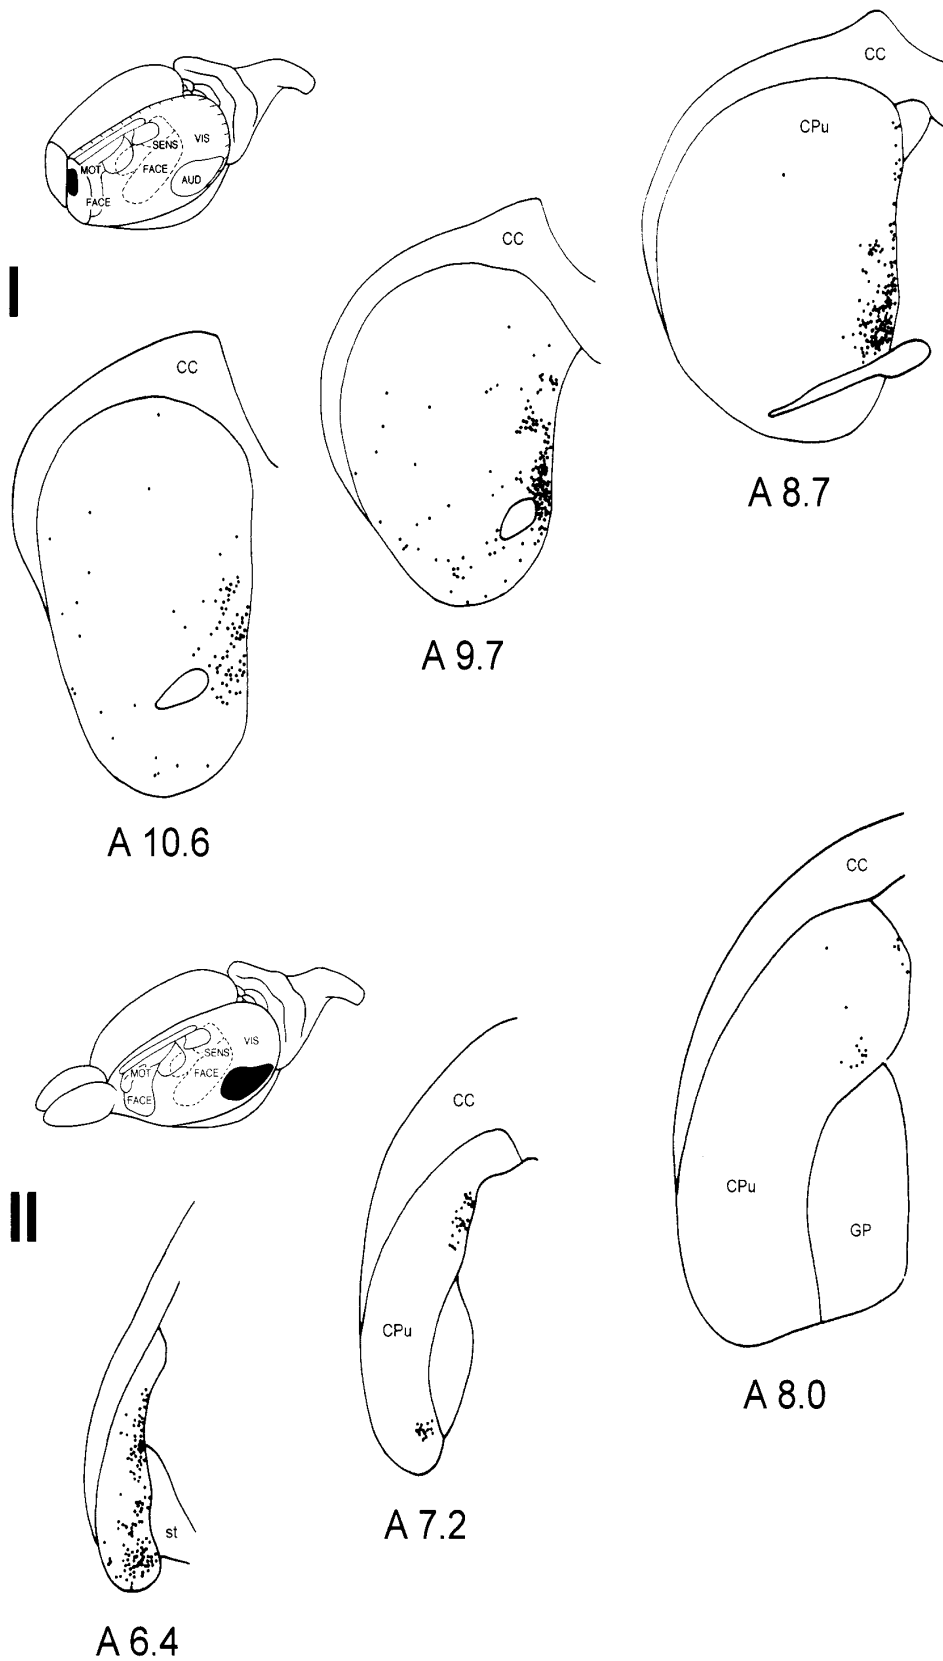 CC
CPu
VIS
SENS
MOT
FACE
AUD
FACE
CC
I
A 8.7
CC
A 9.7
A 10.6
CC
VIS
SENS
MOT
FACE
FACE
CC
CPu
II
GP
CPu
A 8.0
st
A 7.2
A 6.4